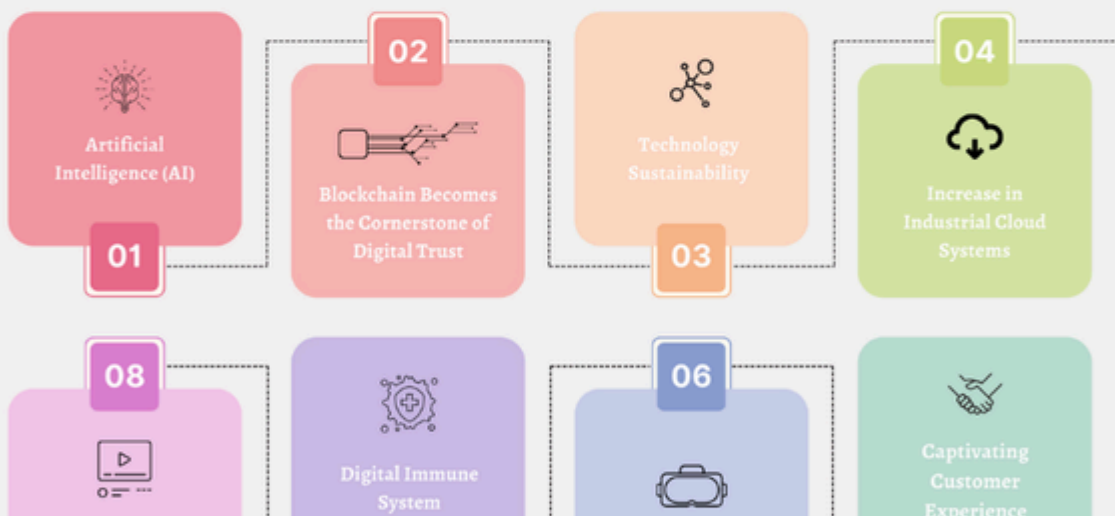 Artificial
Intelligence (AI)
01
02
Blockchain Becomes
the Cornerstone of
Digital Trust
Technology
Sustainability
03
04
Increase in
Industrial Cloud
Systems
08
Digital Immune
System
06
Captivating
Customer
Experience